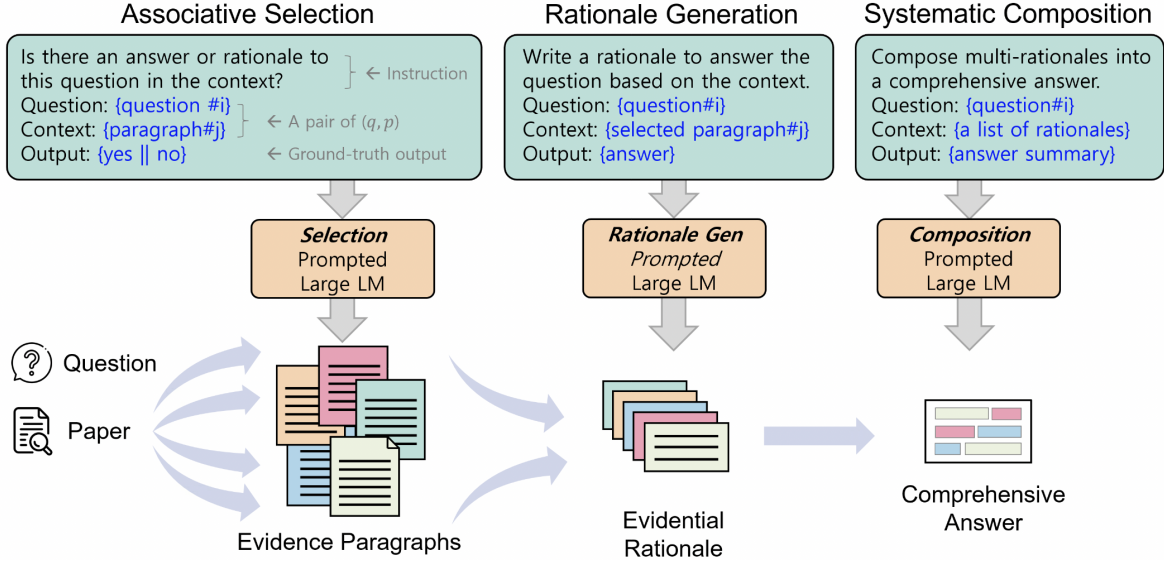 Associative Selection
Rationale Generation
Systematic Composition
Is there an answer or rationale to
this question in the context?
← Instruction
Question: {question #i}
Context: {paragraph#j}
← A pair of (q, p)
Output: {yes || no}
← Ground-truth output
Write a rationale to answer the
question based on the context.
Question: {question#i}
Context: {selected paragraph#j}
Output: {answer}
Compose multi-rationales into
a comprehensive answer.
Question: {question#i}
Context: {a list of rationales}
Output: {answer summary}
Selection
Prompted
Large LM
Rationale Gen
Prompted
Large LM
Composition
Prompted
Large LM
Question
Paper
Evidence Paragraphs
Evidential
Rationale
Comprehensive
Answer